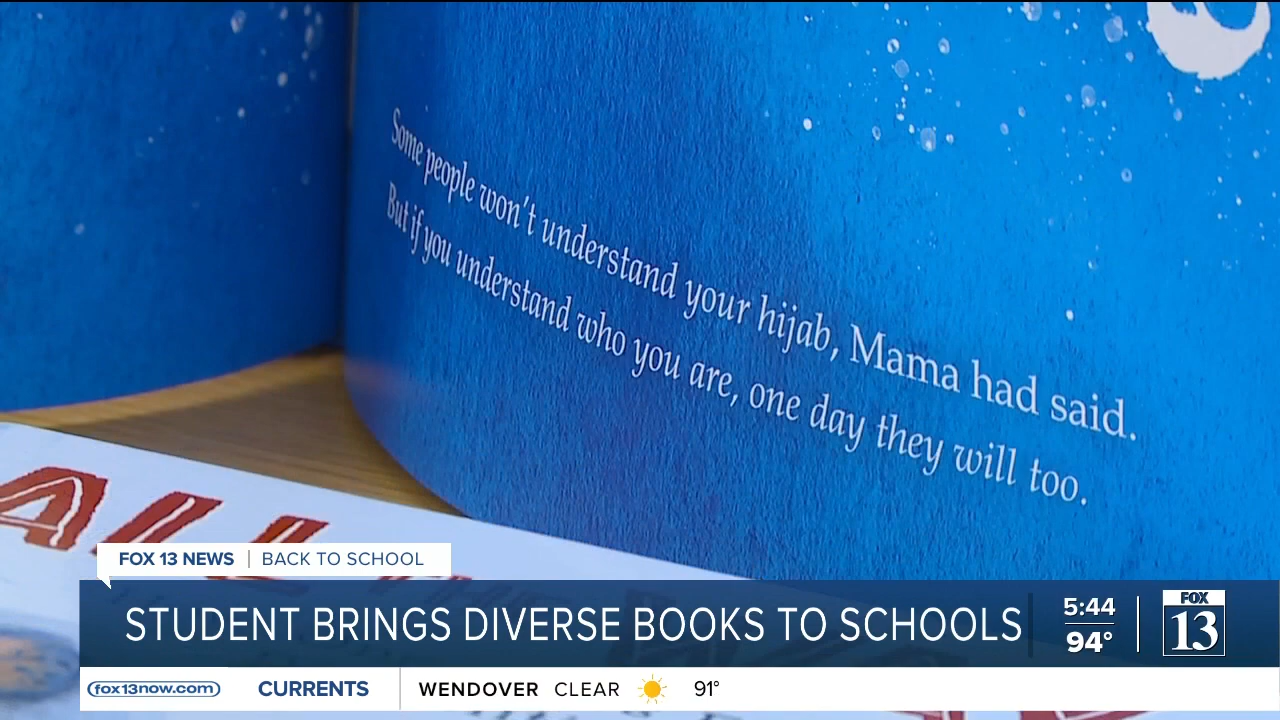 Some people won't understand your hijab, Mama had said.
But if you understand who you are, one day they will too.
ALL
FOX 13 NEWS | BACK TO SCHOOL
STUDENT BRINGS DIVERSE BOOKS TO SCHOOLS
5:44
94°
FOX
13
fox13now.com
CURRENTS
WENDOVER CLEAR 91°